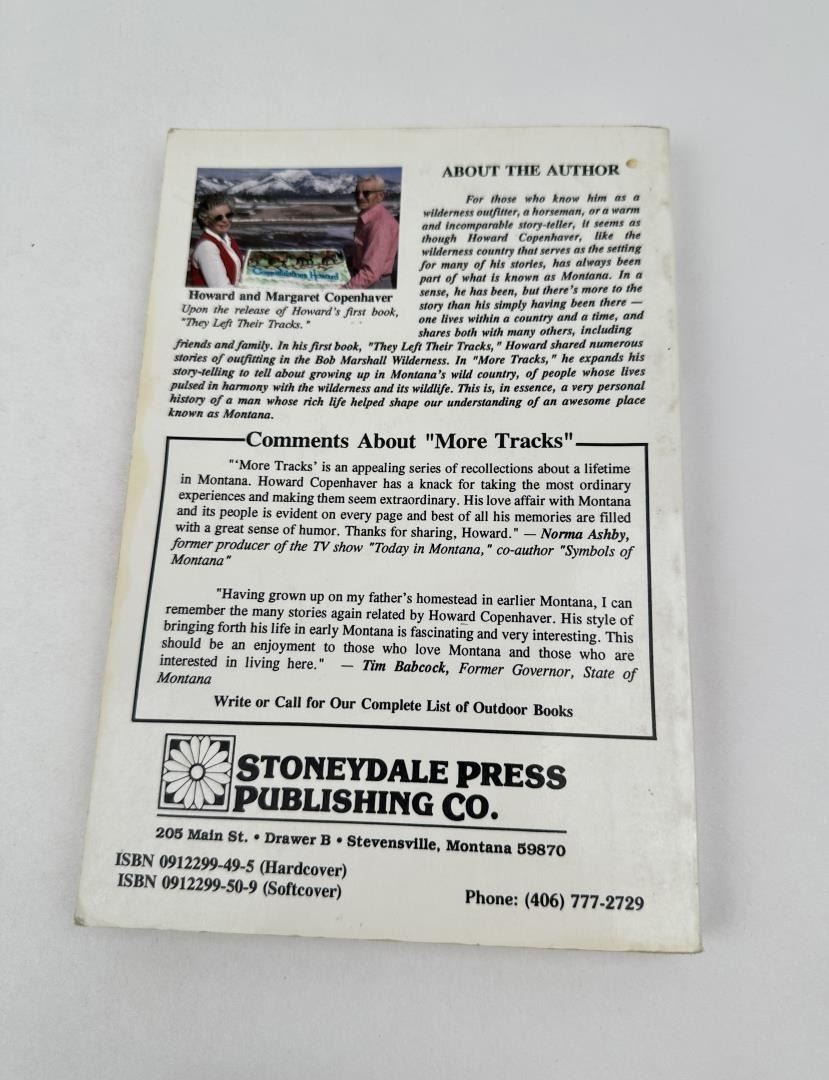 ABOUT THE AUTHOR
For those who know him as a
wilderness outfitter, a horseman, or a warm
and incomparable story-teller, it seems as
though Howard Copenhaver, like the
wilderness country that serves as the setting
for many of his stories, has always been
part of what is known as Montana. In a
sense, he has been, but there's more to the
story than his simply having been there —
one lives within a country and a time, and
shares both with many others, including
Congratulations Howard
Howard and Margaret Copenhaver
Upon the release of Howard's first book,
"They Left Their Tracks."
friends and family. In his first book, "They Left Their Tracks," Howard shared numerous
stories of outfitting in the Bob Marshall Wilderness. In "More Tracks," he expands his
story-telling to tell about growing up in Montana's wild country, of people whose lives
pulsed in harmony with the wilderness and its wildlife. This is, in essence, a very personal
history of a man whose rich life helped shape our understanding of an awesome place
known as Montana.
Comments About "More Tracks"
"'More Tracks' is an appealing series of recollections about a lifetime
in Montana. Howard Copenhaver has a knack for taking the most ordinary
experiences and making them seem extraordinary. His love affair with Montana
and its people is evident on every page and best of all his memories are filled
with a great sense of humor. Thanks for sharing, Howard." — Norma Ashby,
former producer of the TV show "Today in Montana," co-author "Symbols of
Montana"
"Having grown up on my father's homestead in earlier Montana, I can
remember the many stories again related by Howard Copenhaver. His style of
bringing forth his life in early Montana is fascinating and very interesting. This
should be an enjoyment to those who love Montana and those who are
interested in living here." — Tim Babcock, Former Governor, State of
Montana
Write or Call for Our Complete List of Outdoor Books
STONEYDALE PRESS
PUBLISHING CO.
205 Main St. • Drawer B • Stevensville, Montana 59870
ISBN 0912299-49-5 (Hardcover)
ISBN 0912299-50-9 (Softcover)
Phone: (406) 777-2729